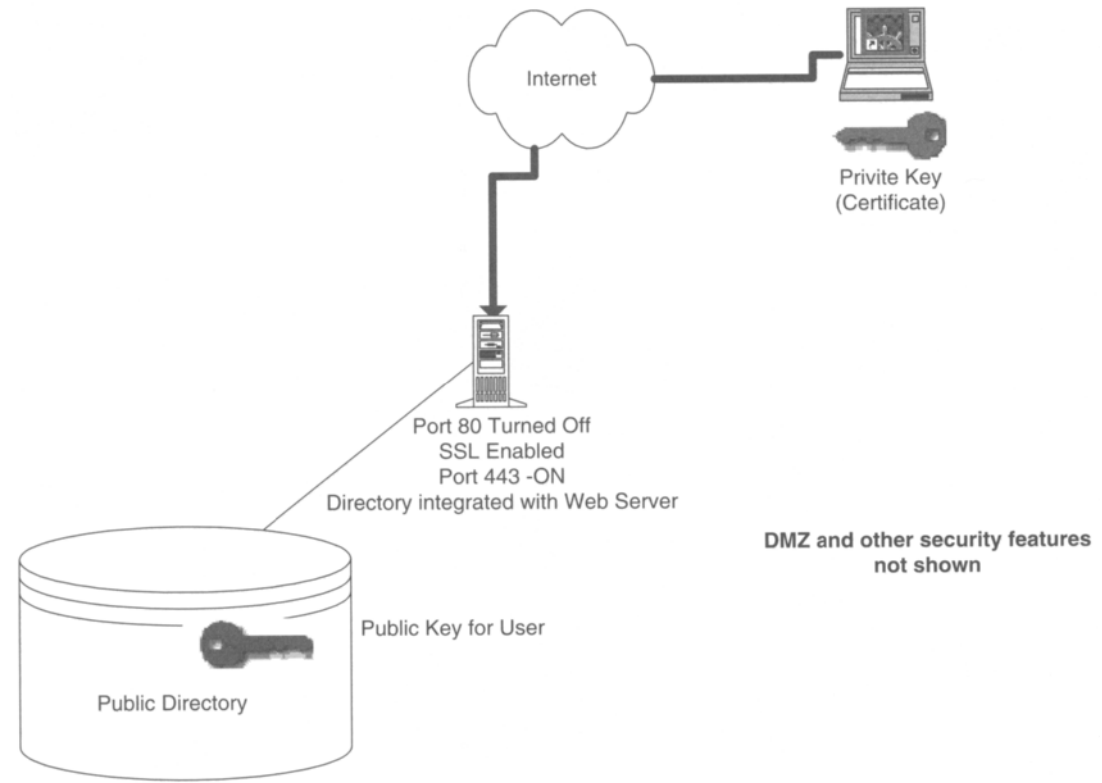 Internet
Privite Key
(Certificate)
Port 80 Turned Off
SSL Enabled
Port 443 -ON
Directory integrated with Web Server
DMZ and other security features
not shown
Public Key for User
Public Directory